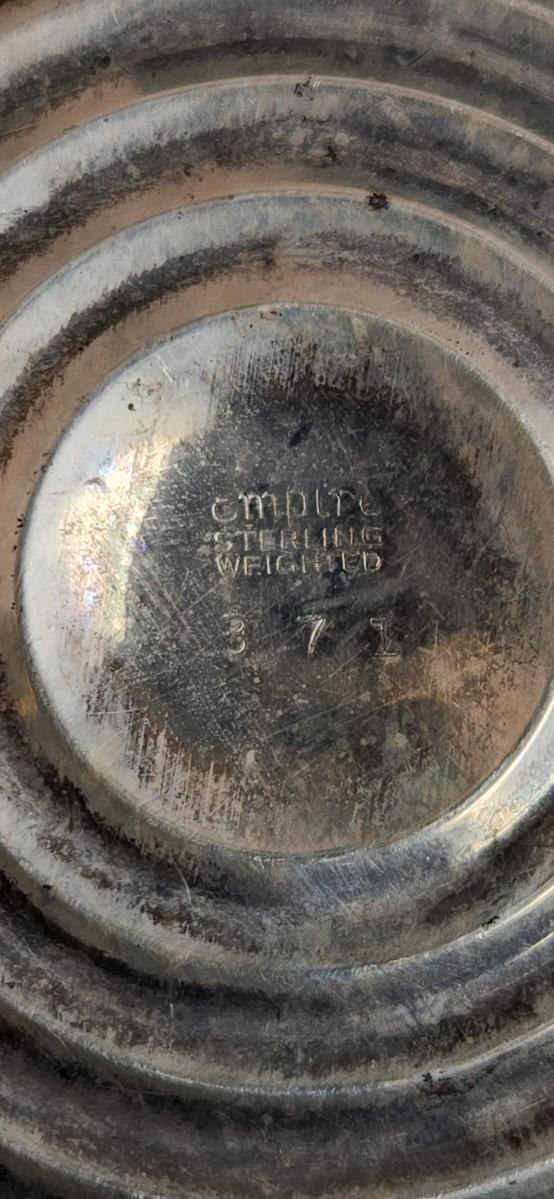 empire
STERLING
WEIGHTED
3 7 1